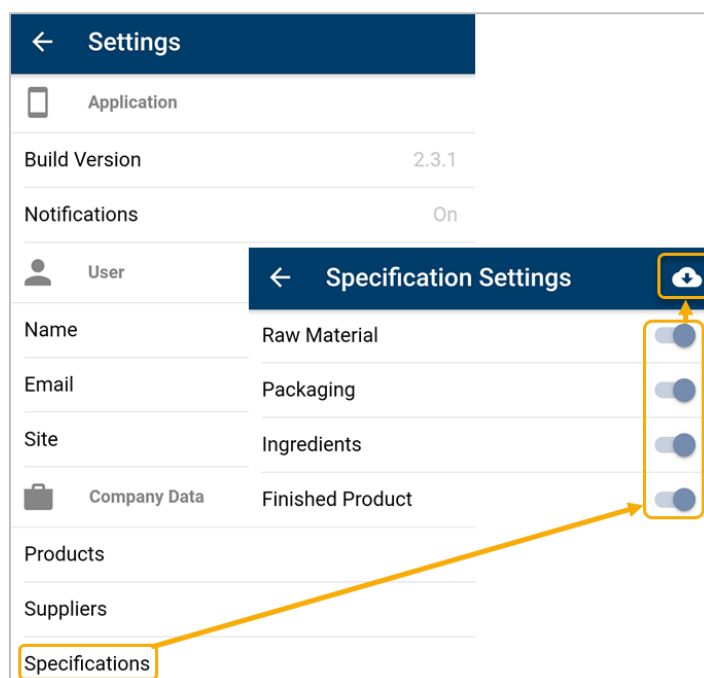 Settings
Application
Build Version 2.3.1
Notifications On
User
Name
Email
Site
Company Data
Products
Suppliers
Specifications
Specification Settings
Raw Material
Packaging
Ingredients
Finished Product